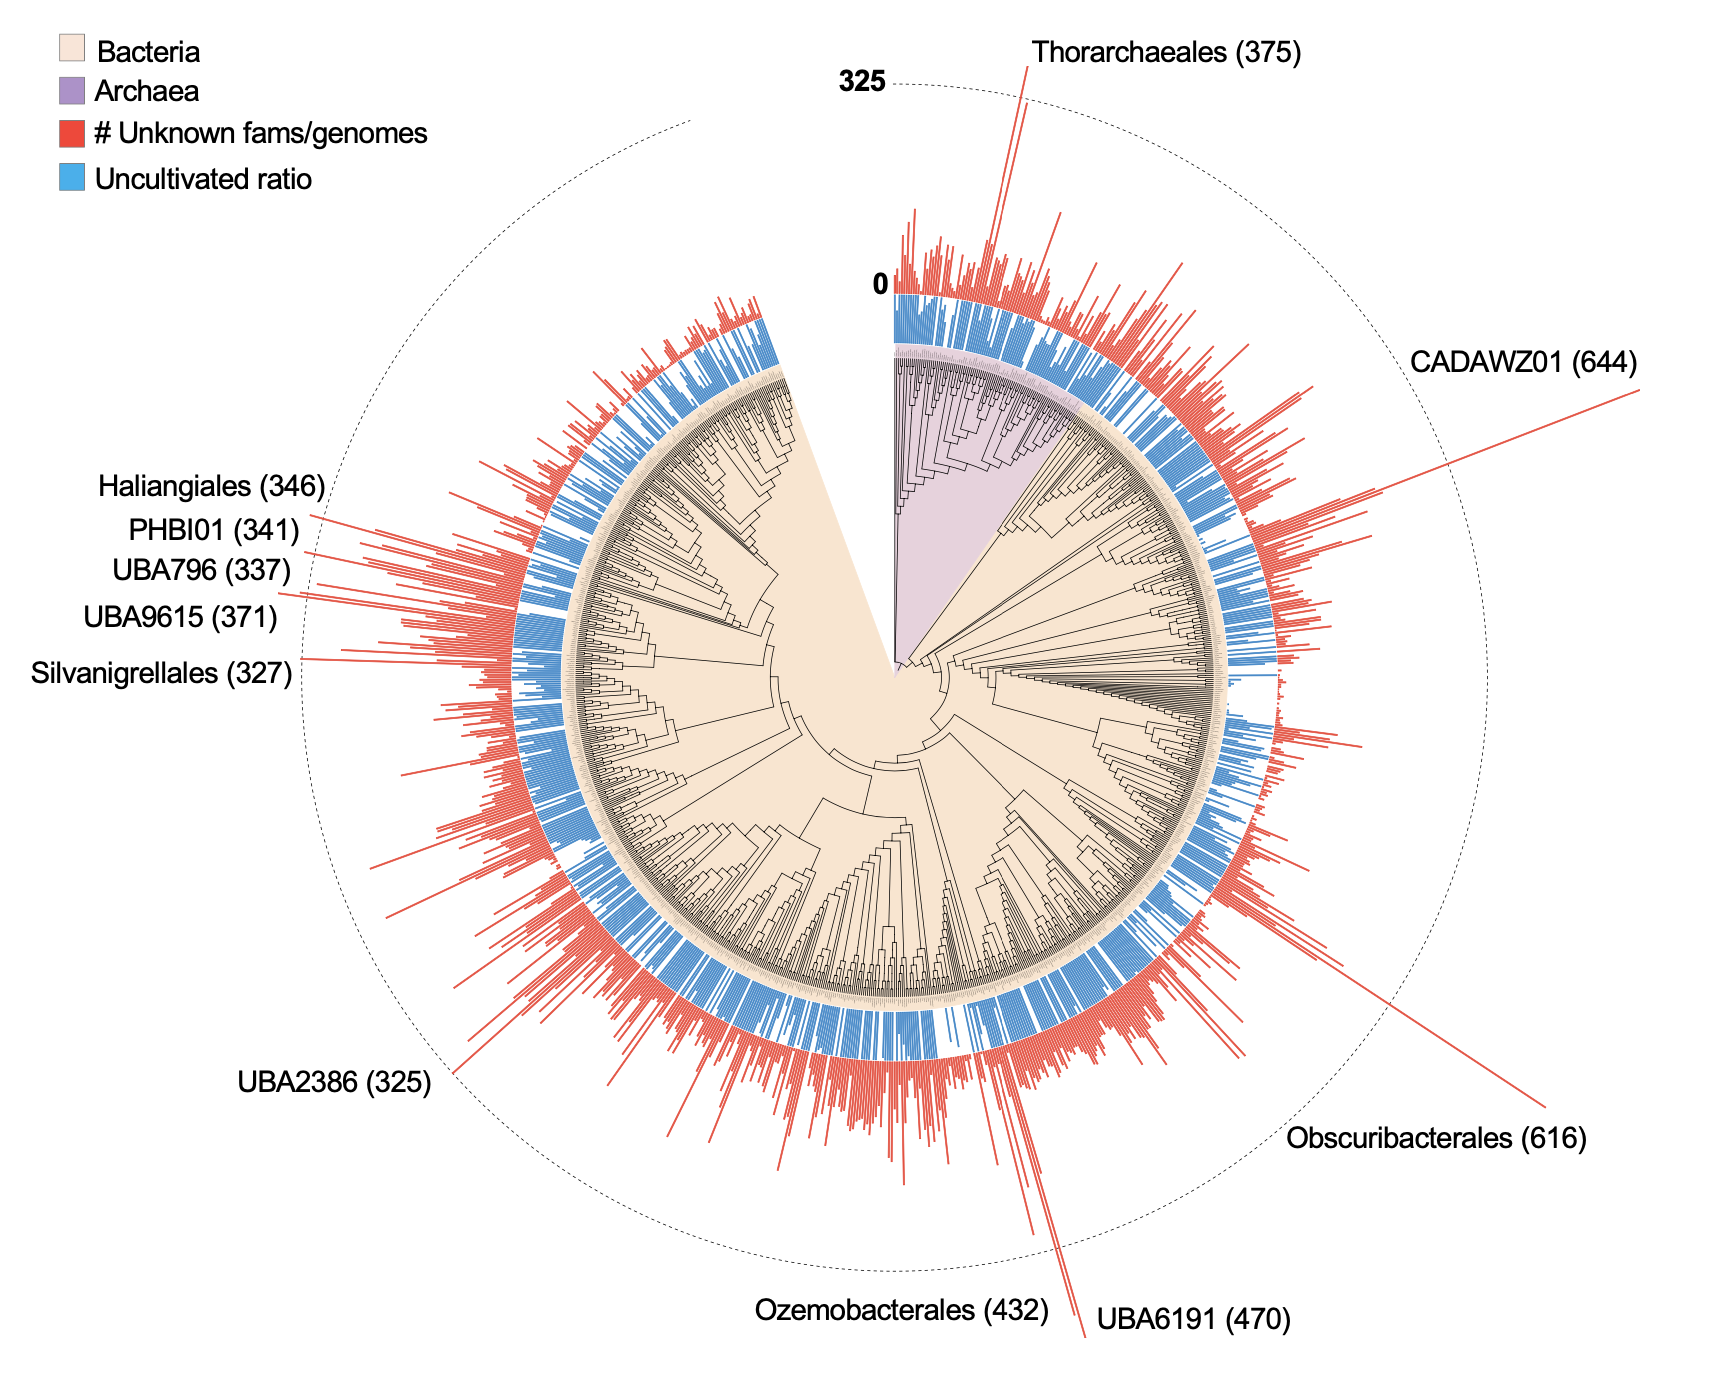 Bacteria
Archaea
# Unknown fams/genomes
Uncultivated ratio
Thorarchaeales (375)
325
0
CADAWZ01 (644)
Haliangiales (346)
PHBI01 (341)
UBA796 (337)
UBA9615 (371)
Silvanigrellales (327)
UBA2386 (325)
Obscuribacterales (616)
Ozemobacterales (432)
UBA6191 (470)